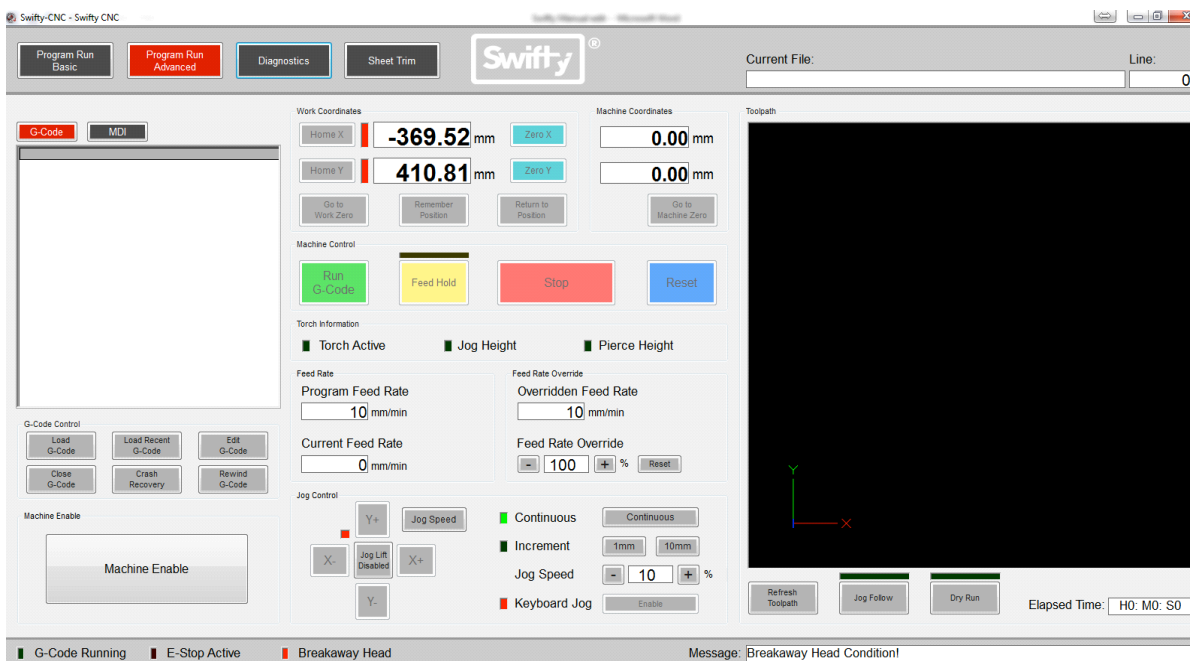 Swifty-CNC - Swifty CNC
Program Run
Basic
Program Run
Advanced
Diagnostics
Sheet Trim
Swifty®
Current File:
Line:
0
G-Code
MDI
Work Coordinates
Home X
-369.52 mm
Zero X
Home Y
410.81 mm
Zero Y
Go to
Work Zero
Remember
Position
Return to
Position
Machine Coordinates
0.00 mm
0.00 mm
Go to
Machine Zero
Machine Control
Run
G-Code
Feed Hold
Stop
Reset
Torch Information
Torch Active
Jog Height
Pierce Height
Feed Rate
Program Feed Rate
10 mm/min
Current Feed Rate
0 mm/min
Feed Rate Override
Overridden Feed Rate
10 mm/min
Feed Rate Override
- 100 + %
Reset
G-Code Control
Load
G-Code
Load Recent
G-Code
Edit
G-Code
Close
G-Code
Crash
Recovery
Rewind
G-Code
Machine Enable
Machine Enable
Jog Control
Y+
Jog Speed
X-
Jog Lift
Disabled
X+
Y-
Continuous
Continuous
Increment
1mm
10mm
Jog Speed
- 10 + %
Keyboard Jog
Enable
Toolpath
Y
X
Refresh
Toolpath
Jog Follow
Dry Run
Elapsed Time:
H0: M0: S0
G-Code Running
E-Stop Active
Breakaway Head
Message: Breakaway Head Condition!